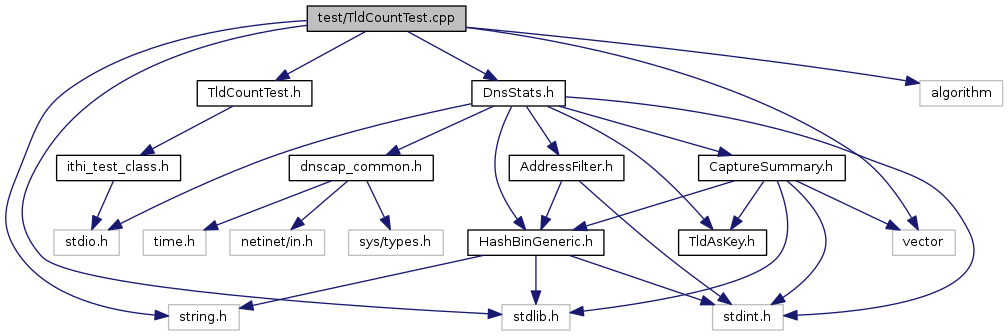 test/TldCountTest.cpp
TldCountTest.h
DnsStats.h
algorithm
ithi_test_class.h
dnscap_common.h
AddressFilter.h
CaptureSummary.h
stdio.h
time.h
netinet/in.h
sys/types.h
HashBinGeneric.h
TldAsKey.h
vector
string.h
stdlib.h
stdint.h